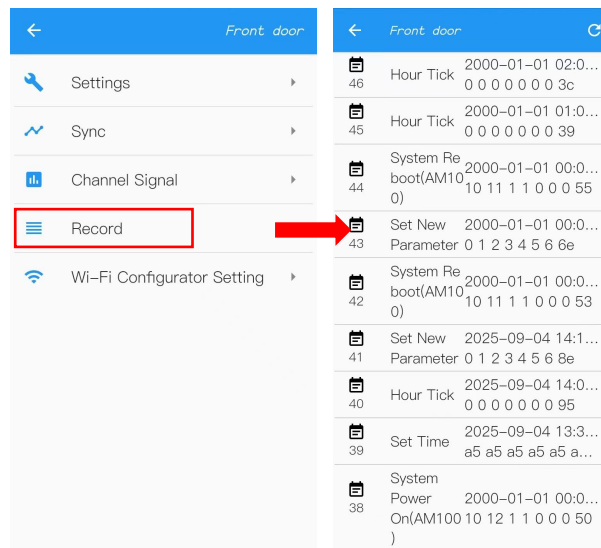 Front door
Settings
Sync
Channel Signal
Record
Wi-Fi Configurator Setting
Front door
46
Hour Tick
2000-01-01 02:0...
0 0 0 0 0 0 0 3c
45
Hour Tick
2000-01-01 01:0...
0 0 0 0 0 0 0 39
44
System Re
boot(AM10
0)
2000-01-01 00:0...
10 11 1 1 0 0 0 55
43
Set New
Parameter
2000-01-01 00:0...
0 1 2 3 4 5 6 6e
42
System Re
boot(AM10
0)
2000-01-01 00:0...
10 11 1 1 0 0 0 53
41
Set New
Parameter
2025-09-04 14:1...
0 1 2 3 4 5 6 8e
40
Hour Tick
2025-09-04 14:0...
0 0 0 0 0 0 0 95
39
Set Time
2025-09-04 13:3...
a5 a5 a5 a5 a5 a...
38
System
Power
On(AM100
)
2000-01-01 00:0...
10 12 1 1 0 0 0 50